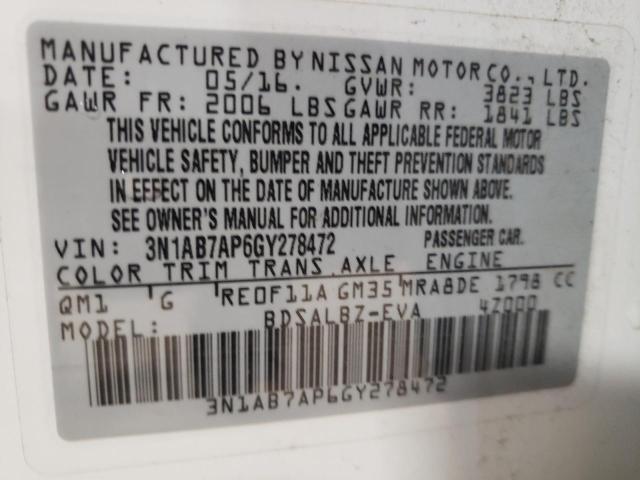 MANUFACTURED BY NISSAN MOTOR CO., LTD.
DATE: 05/16. GVWR: 3823 LBS
GAWR FR: 2006 LBS GAWR RR: 1841 LBS
THIS VEHICLE CONFORMS TO ALL APPLICABLE FEDERAL MOTOR
VEHICLE SAFETY, BUMPER AND THEFT PREVENTION STANDARDS
IN EFFECT ON THE DATE OF MANUFACTURE SHOWN ABOVE.
SEE OWNER'S MANUAL FOR ADDITIONAL INFORMATION.
VIN: 3N1AB7AP6GY278472 PASSENGER CAR.
COLOR TRIM TRANS AXLE ENGINE
QM1 G RE0F11A GM35 MRA8DE 1798 CC
MODEL: BDSALBZ-EVA 4Z000
3N1AB7AP6GY278472